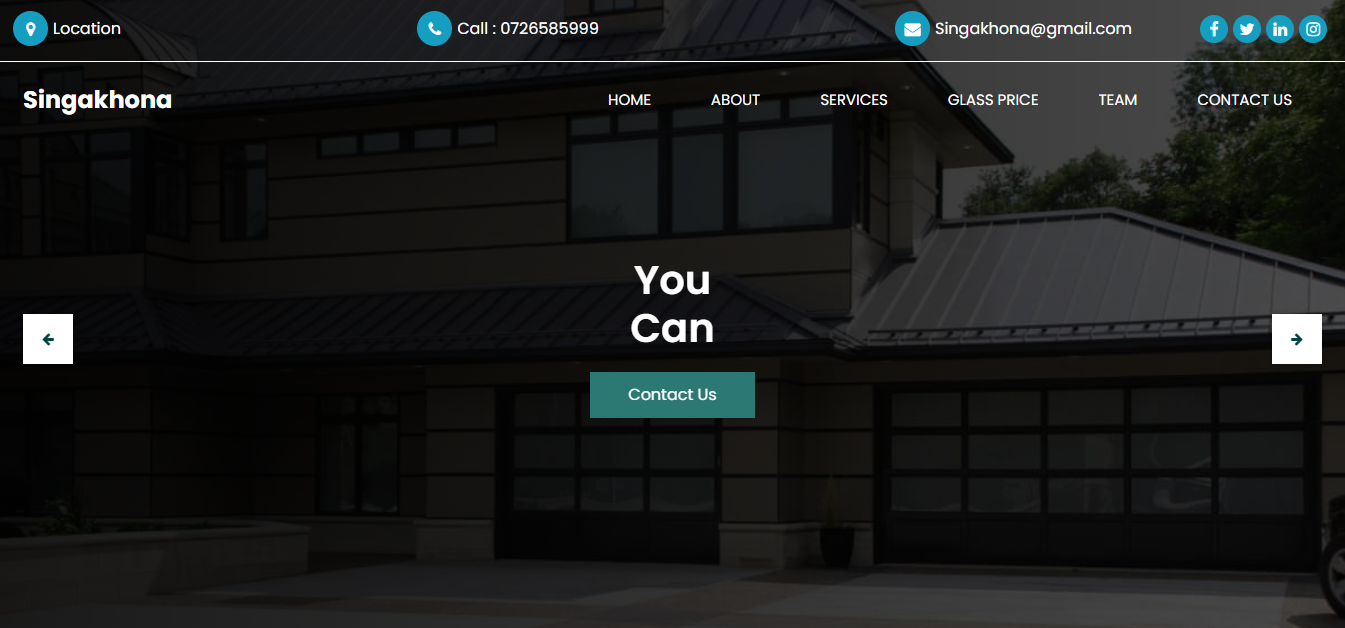 Location
Call : 0726585999
Singakhona@gmail.com
Singakhona
HOME
ABOUT
SERVICES
GLASS PRICE
TEAM
CONTACT US
You
Can
Contact Us